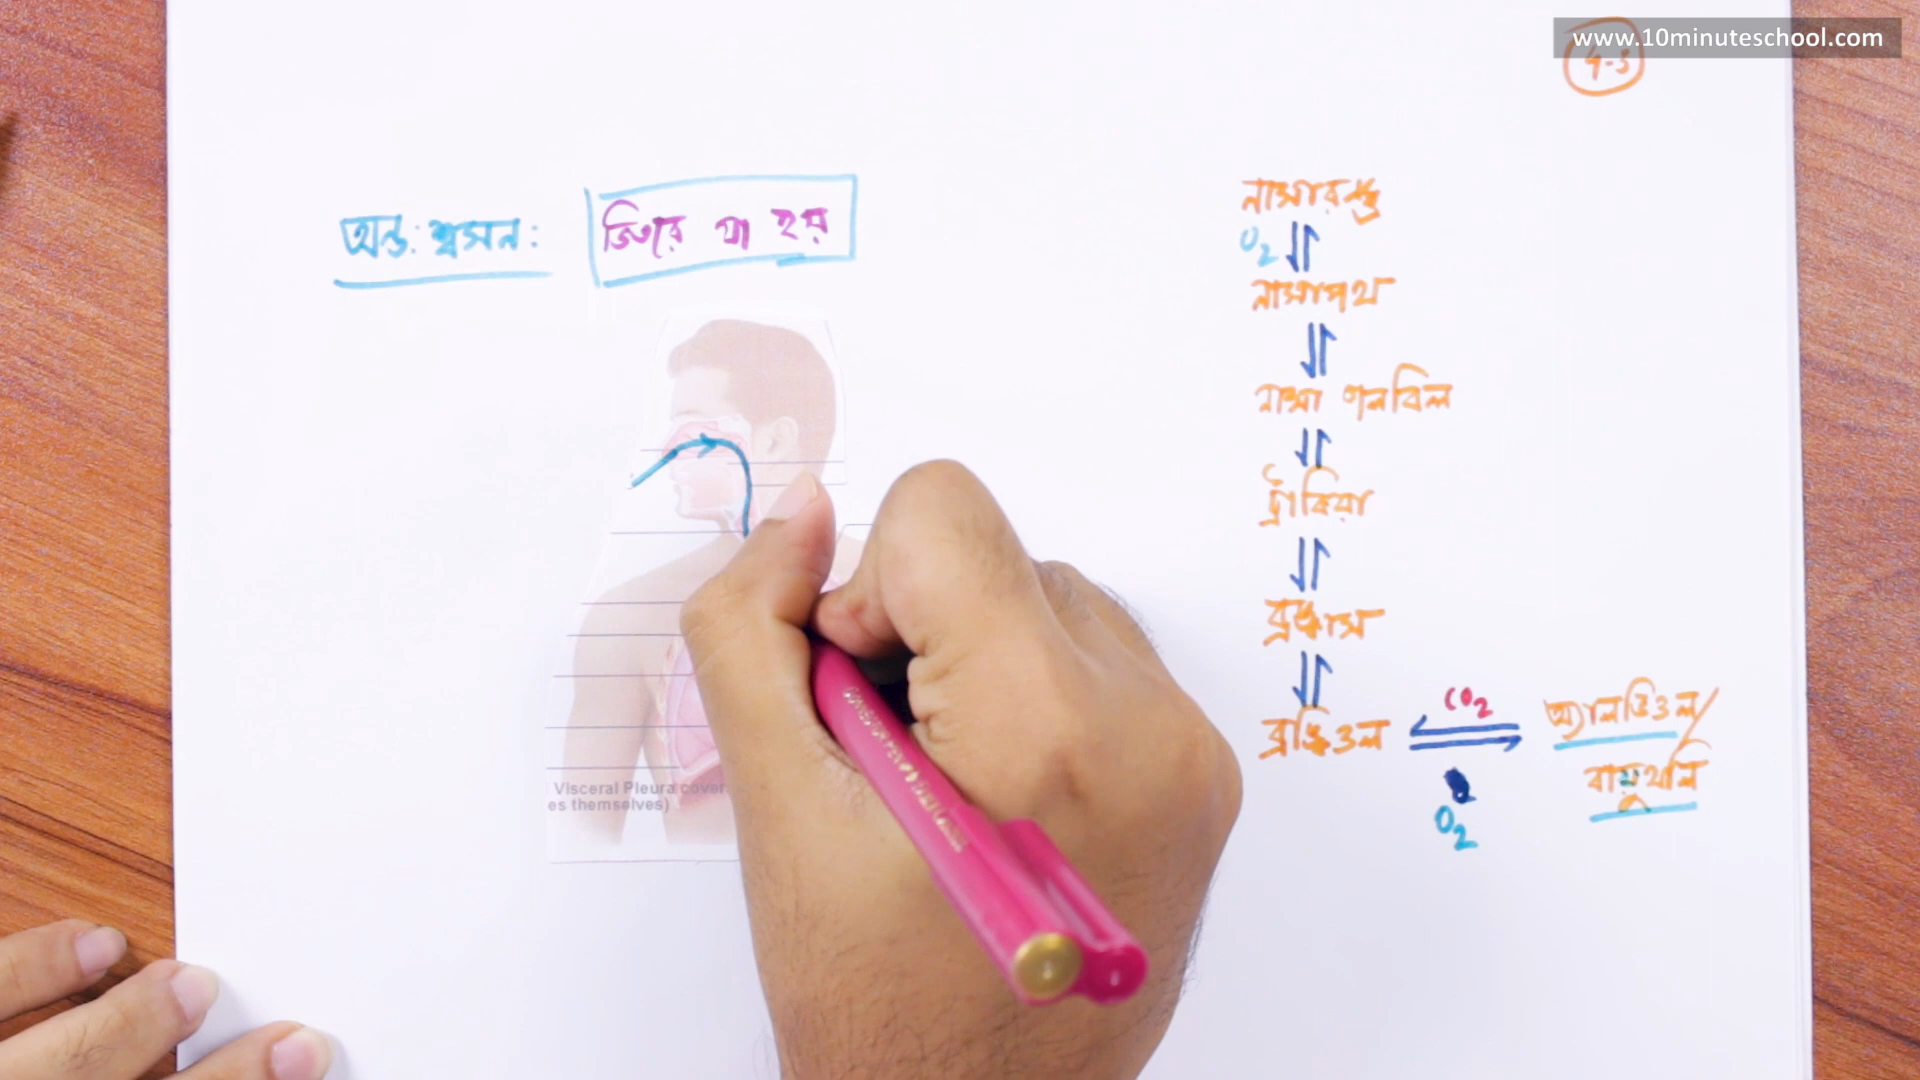 www.10minuteschool.com
অন্ত:শ্বসন:
ভিতরে যা হয়
নাসারন্ধ্র
O2
নাসাপথ
নাসা গলবিল
ট্রাকিয়া
ব্রঙ্কাস
ব্রঙ্কিওল
CO2
O2
অ্যালভিওল/
বায়ুথলি
Visceral Pleura cover
es themselves)